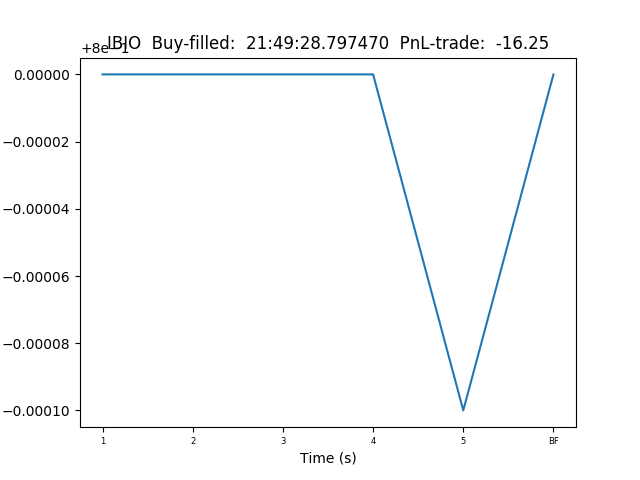 IBIO  Buy-filled:  21:49:28.797470  PnL-trade:  -16.25
+8e−1
0.00000
−0.00002
−0.00004
−0.00006
−0.00008
−0.00010
1 2 3 4 5 BF
Time (s)